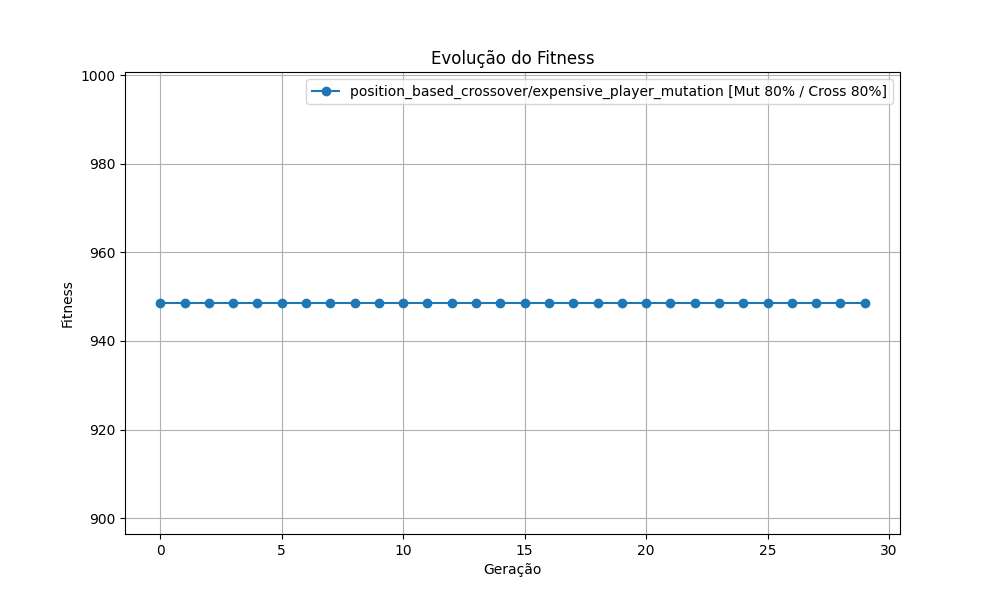 Evolução do Fitness
position_based_crossover/expensive_player_mutation [Mut 80% / Cross 80%]
Fitness
1000
980
960
940
920
900
0 5 10 15 20 25 30
Geração